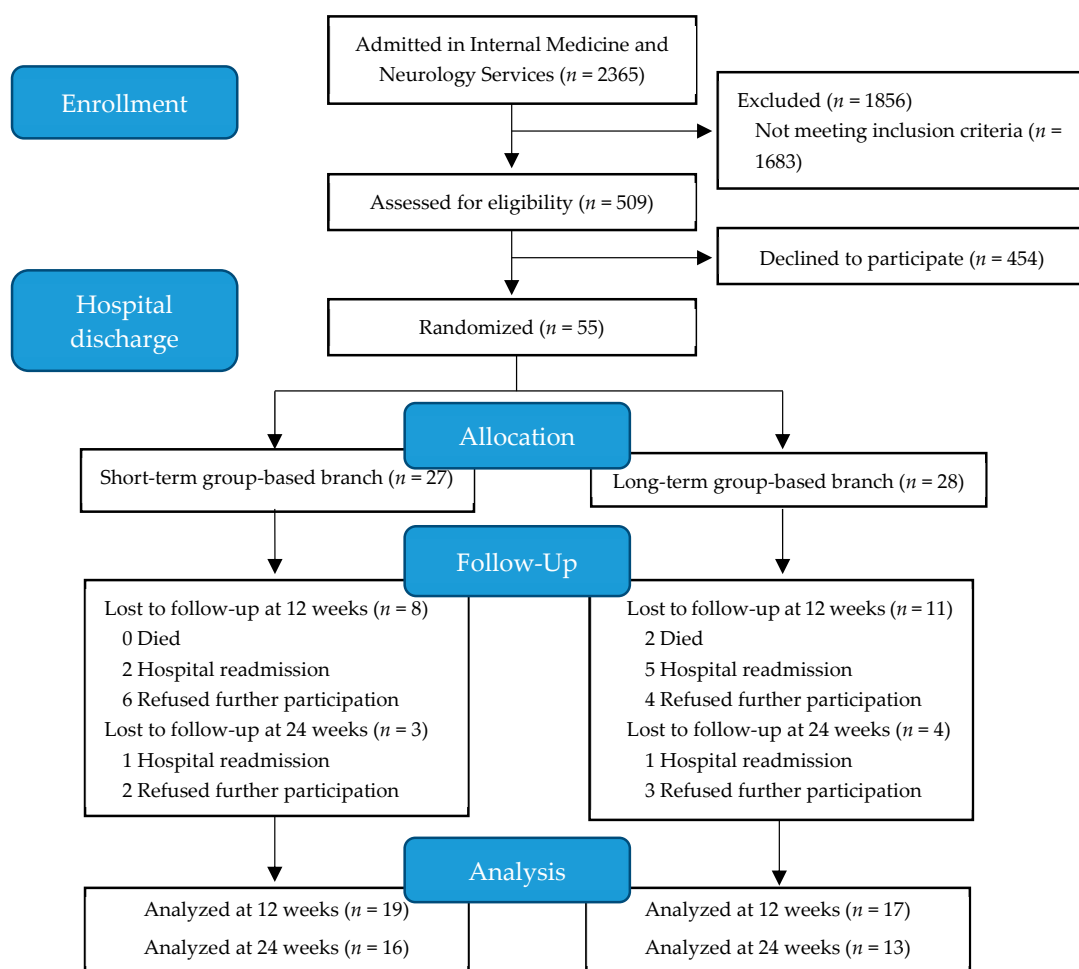 Admitted in Internal Medicine and
Neurology Services (n = 2365)
Enrollment
Excluded (n = 1856)
Not meeting inclusion criteria (n =
1683)
Assessed for eligibility (n = 509)
Declined to participate (n = 454)
Hospital
discharge
Randomized (n = 55)
Allocation
Short-term group-based branch (n = 27)
Long-term group-based branch (n = 28)
Follow-Up
Lost to follow-up at 12 weeks (n = 8)
0 Died
2 Hospital readmission
6 Refused further participation
Lost to follow-up at 24 weeks (n = 3)
1 Hospital readmission
2 Refused further participation
Lost to follow-up at 12 weeks (n = 11)
2 Died
5 Hospital readmission
4 Refused further participation
Lost to follow-up at 24 weeks (n = 4)
1 Hospital readmission
3 Refused further participation
Analysis
Analyzed at 12 weeks (n = 19)
Analyzed at 24 weeks (n = 16)
Analyzed at 12 weeks (n = 17)
Analyzed at 24 weeks (n = 13)